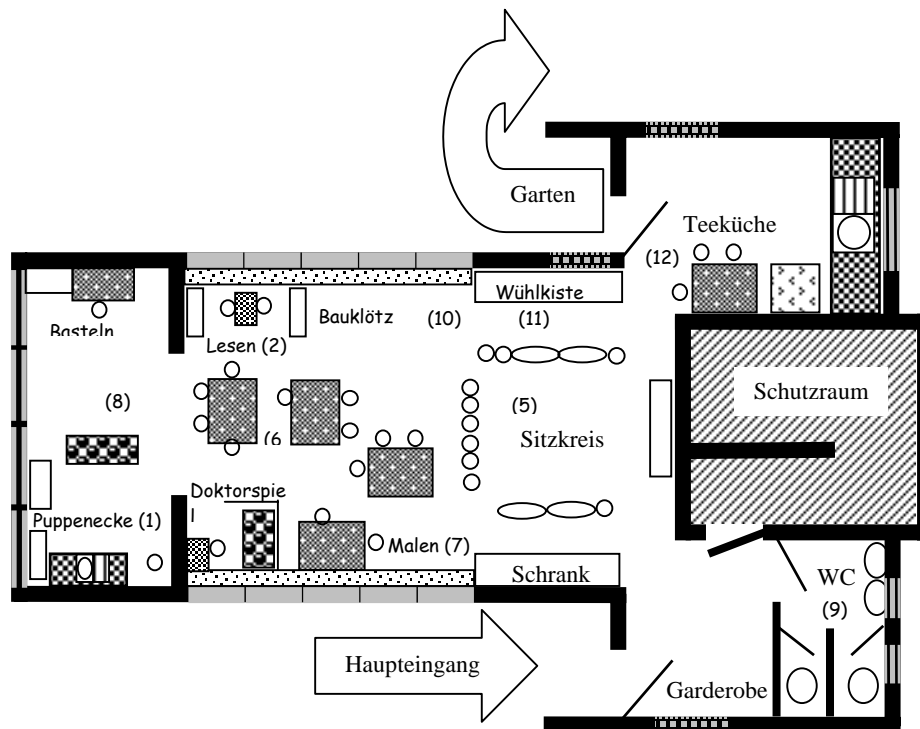 Garten
Teeküche
(12)
Wühlkiste
Bauklötz (10) (11)
Basteln
Lesen (2)
Schutzraum
(8)
(5)
Sitzkreis
(6
Doktorspie
l
Puppenecke (1)
Malen (7)
Schrank
WC
(9)
Haupteingang
Garderobe